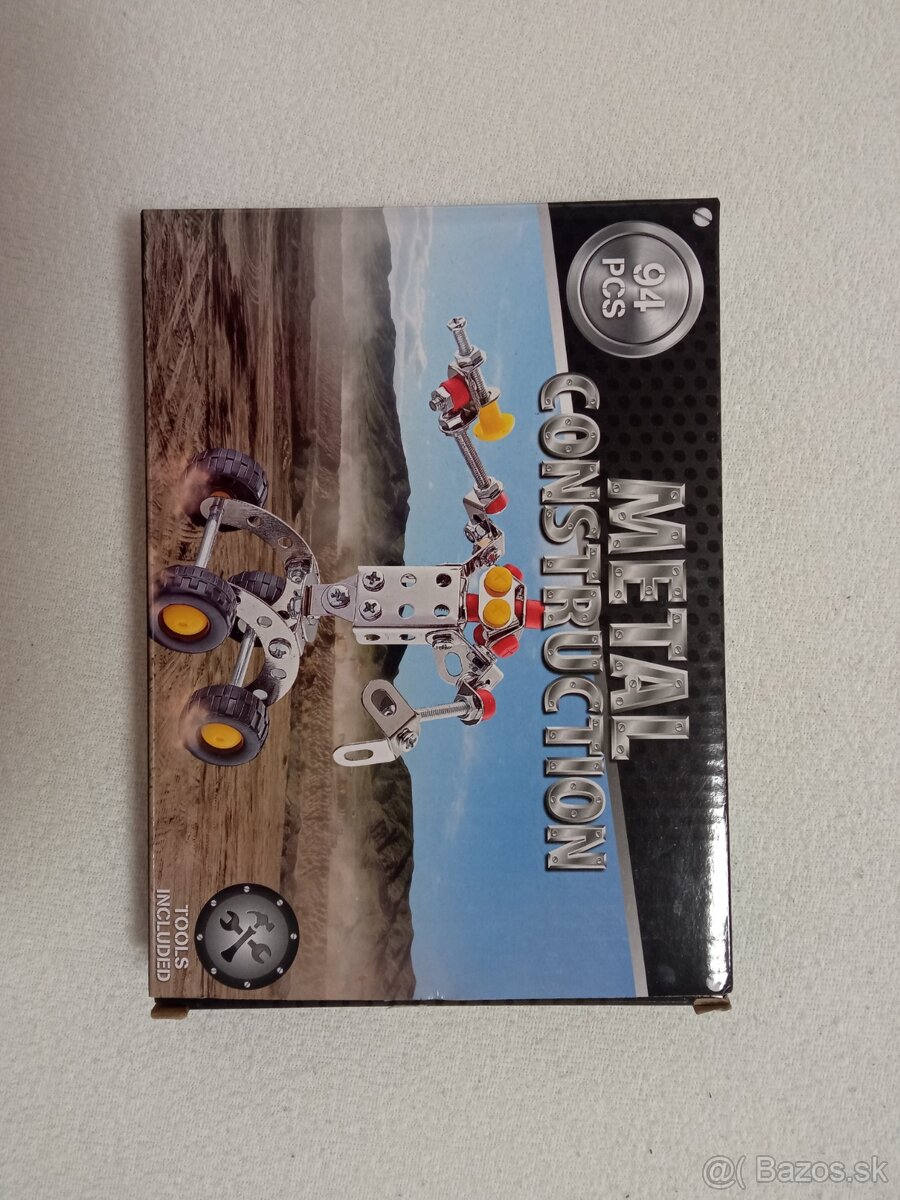 94
PCS
METAL
CONSTRUCTION
TOOLS
INCLUDED
@( Bazos.sk